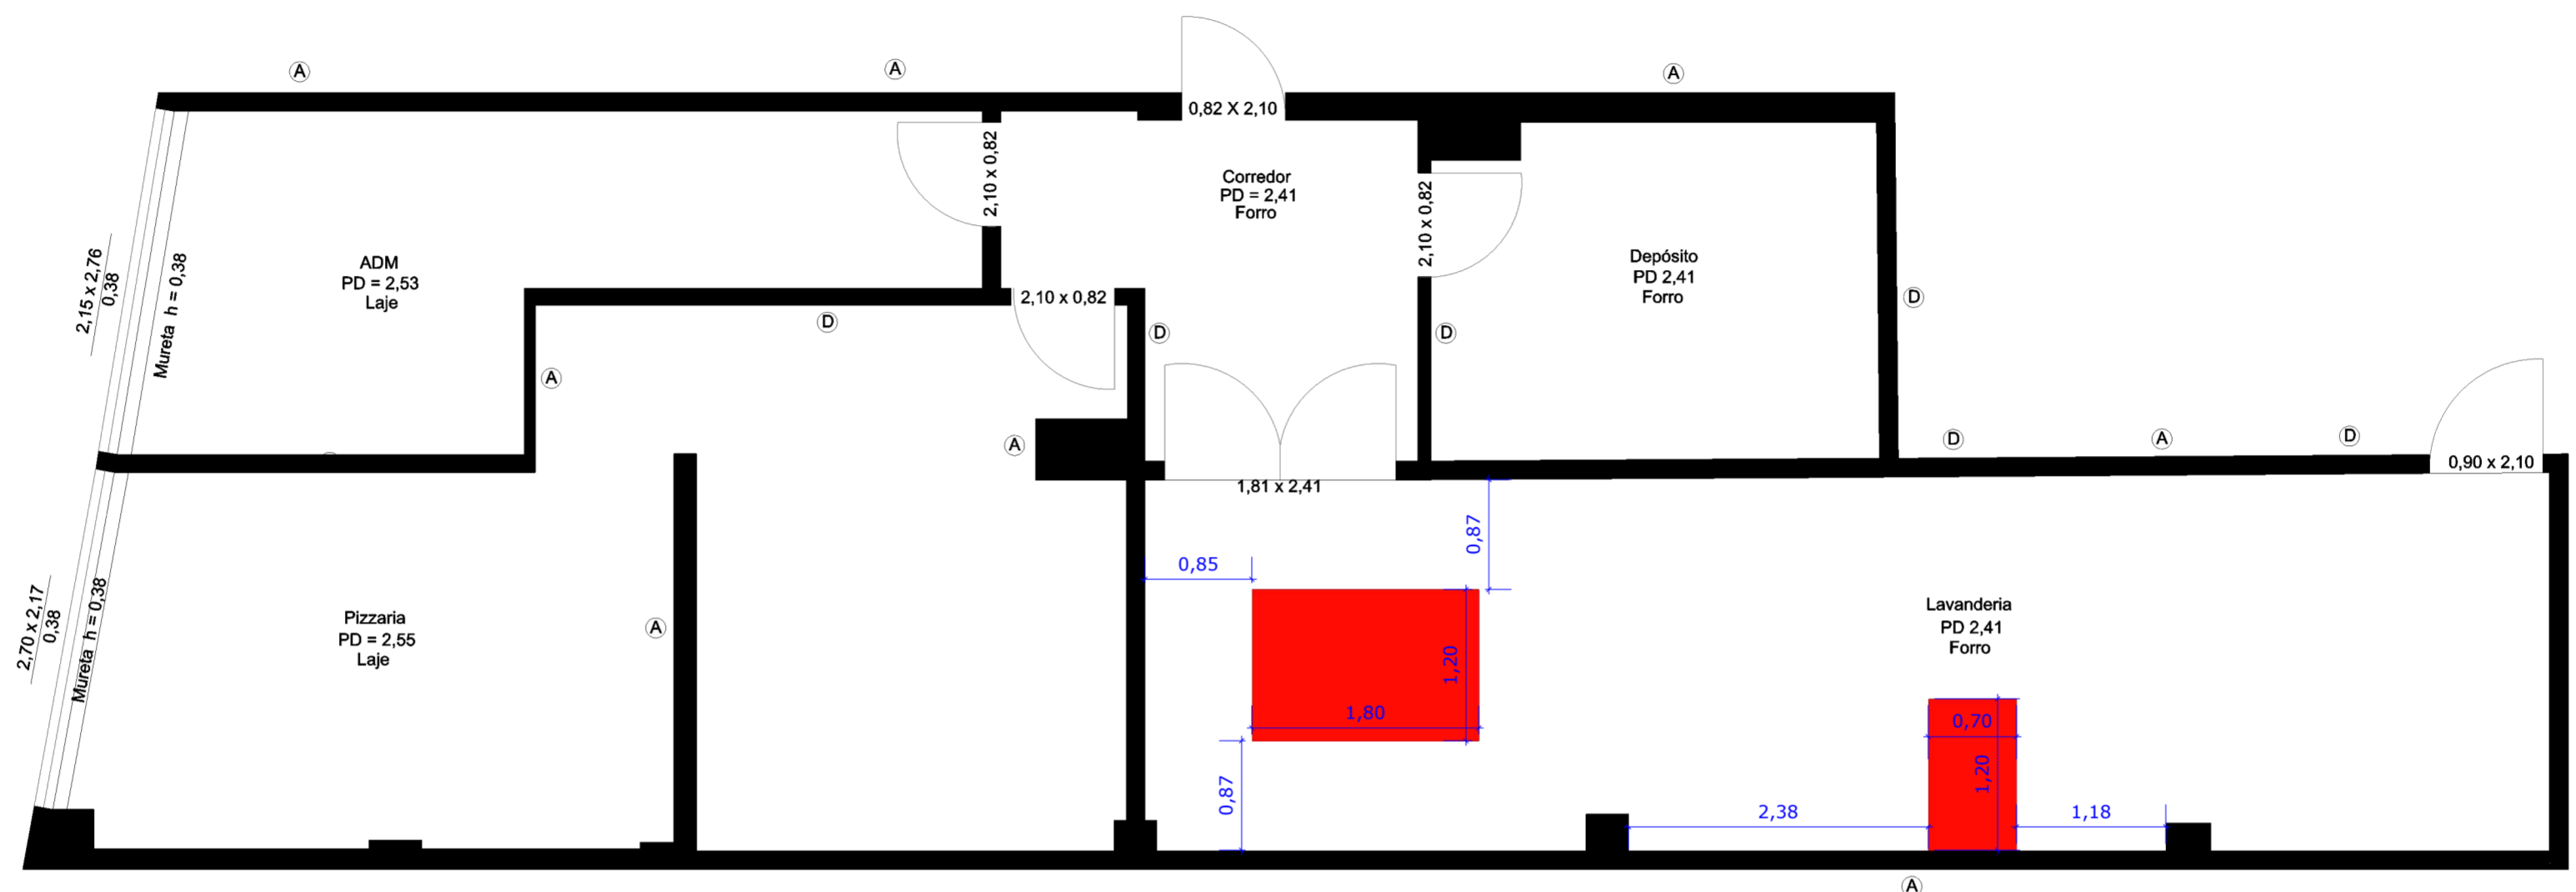 A
A
A
0,82 X 2,10
2,10 x 0,82
Corredor
PD = 2,41
Forro
2,10 x 0,82
ADM
PD = 2,53
Laje
Depósito
PD 2,41
Forro
2,15 x 2,76
0,38
Mureta h = 0,38
2,10 x 0,82
D
D
D
D
A
A
D
A
D
0,90 x 2,10
1,81 x 2,41
0,87
0,85
2,70 x 2,17
0,38
Mureta h = 0,38
Pizzaria
PD = 2,55
Laje
A
1,20
1,80
Lavanderia
PD 2,41
Forro
0,70
1,20
0,87
2,38
1,18
A